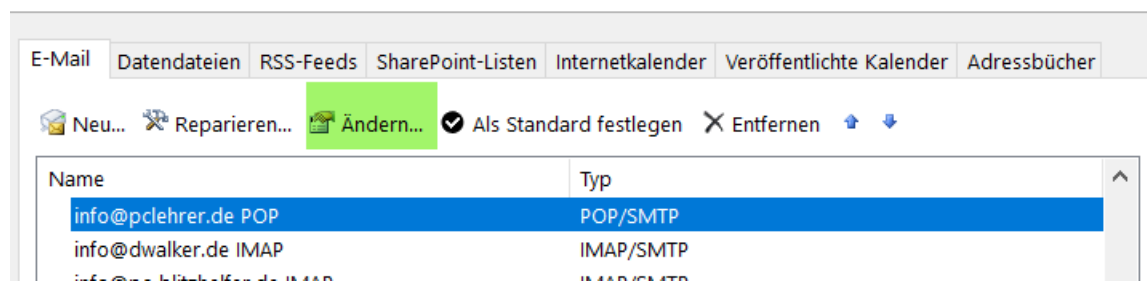 E-Mail Datendateien RSS-Feeds SharePoint-Listen Internetkalender Veröffentlichte Kalender Adressbücher
Neu... Reparieren... Ändern... Als Standard festlegen Entfernen
Name Typ
info@pclehrer.de POP POP/SMTP
info@dwalker.de IMAP IMAP/SMTP